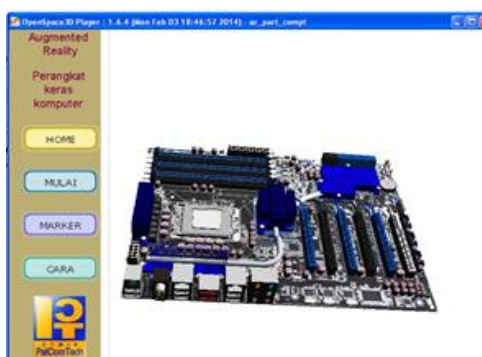 OpenSpace3D Player : 1.6.4 (Mon Feb 03 18:46:57 2014) - ar_part_compt
Augmented
Reality
Perangkat
keras
komputer
HOME
MULAI
MARKER
CARA
PalComTech